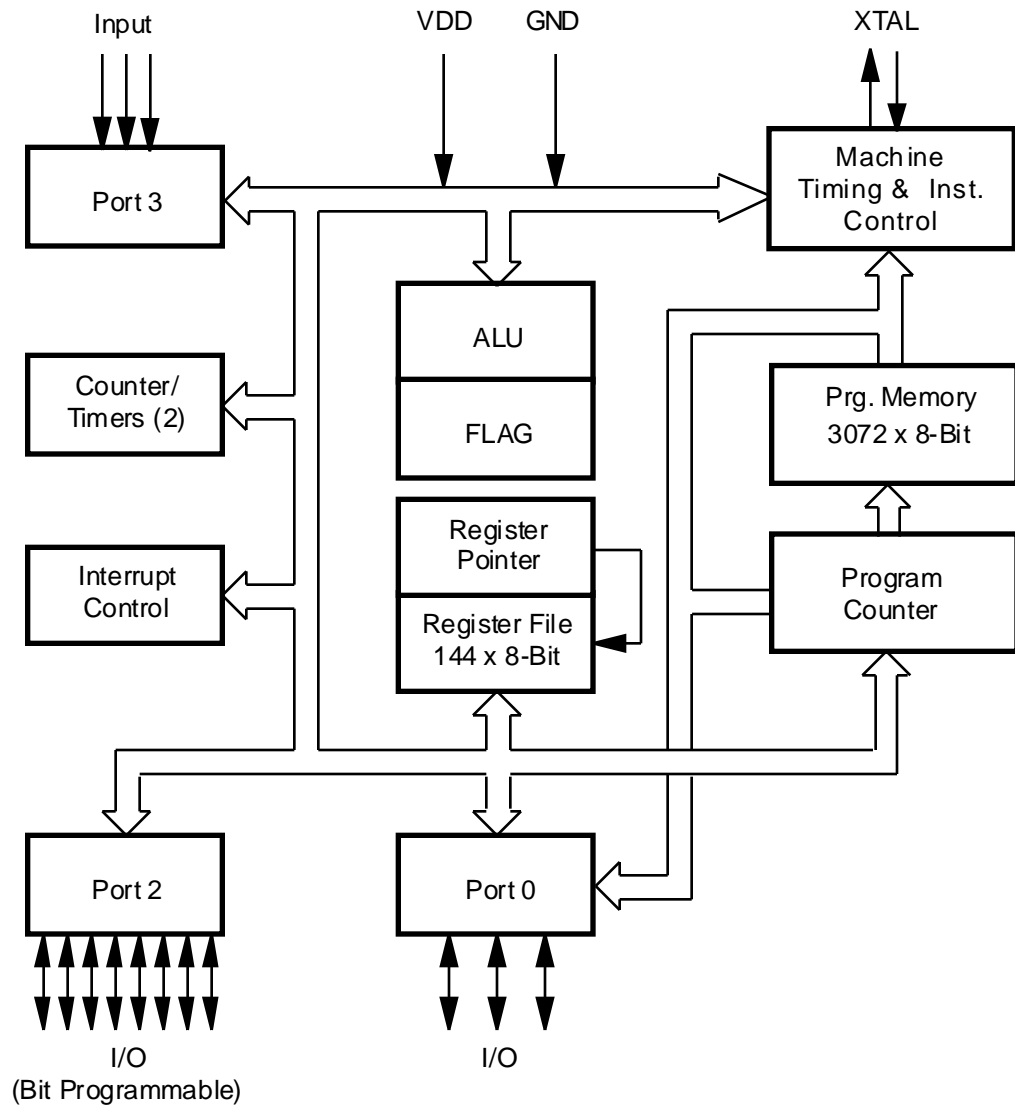 Input
VDD
GND
XTAL
Port 3
Machine
Timing & Inst.
Control
ALU
FLAG
Counter/
Timers (2)
Prg. Memory
3072 x 8-Bit
Register
Pointer
Register File
144 x 8-Bit
Interrupt
Control
Program
Counter
Port 2
Port 0
I/O
(Bit Programmable)
I/O